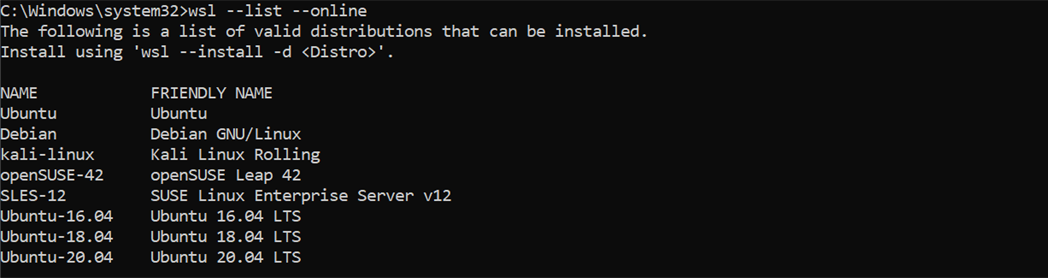 C:\Windows\system32>wsl --list --online
The following is a list of valid distributions that can be installed.
Install using 'wsl --install -d <Distro>'.
NAME FRIENDLY NAME
Ubuntu Ubuntu
Debian Debian GNU/Linux
kali-linux Kali Linux Rolling
openSUSE-42 openSUSE Leap 42
SLES-12 SUSE Linux Enterprise Server v12
Ubuntu-16.04 Ubuntu 16.04 LTS
Ubuntu-18.04 Ubuntu 18.04 LTS
Ubuntu-20.04 Ubuntu 20.04 LTS